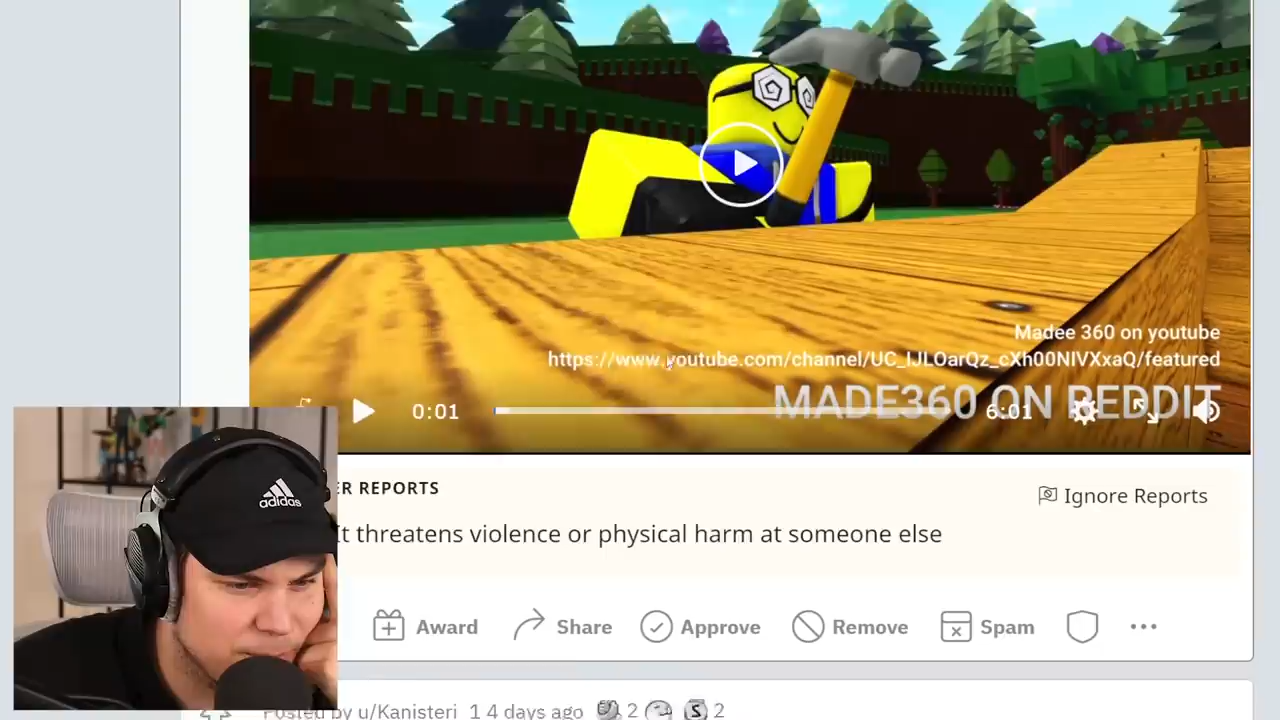 Madee 360 on youtube
https://www.youtube.com/channel/UC_IJLOarQz_cXh00NIVXxaQ/featured
MADE360 ON REDDIT
0:01
6:01
adidas
ER REPORTS
Ignore Reports
It threatens violence or physical harm at someone else
Award
Share
Approve
Remove
Spam
Posted by u/Kanisteri 1 4 days ago 2 S 2